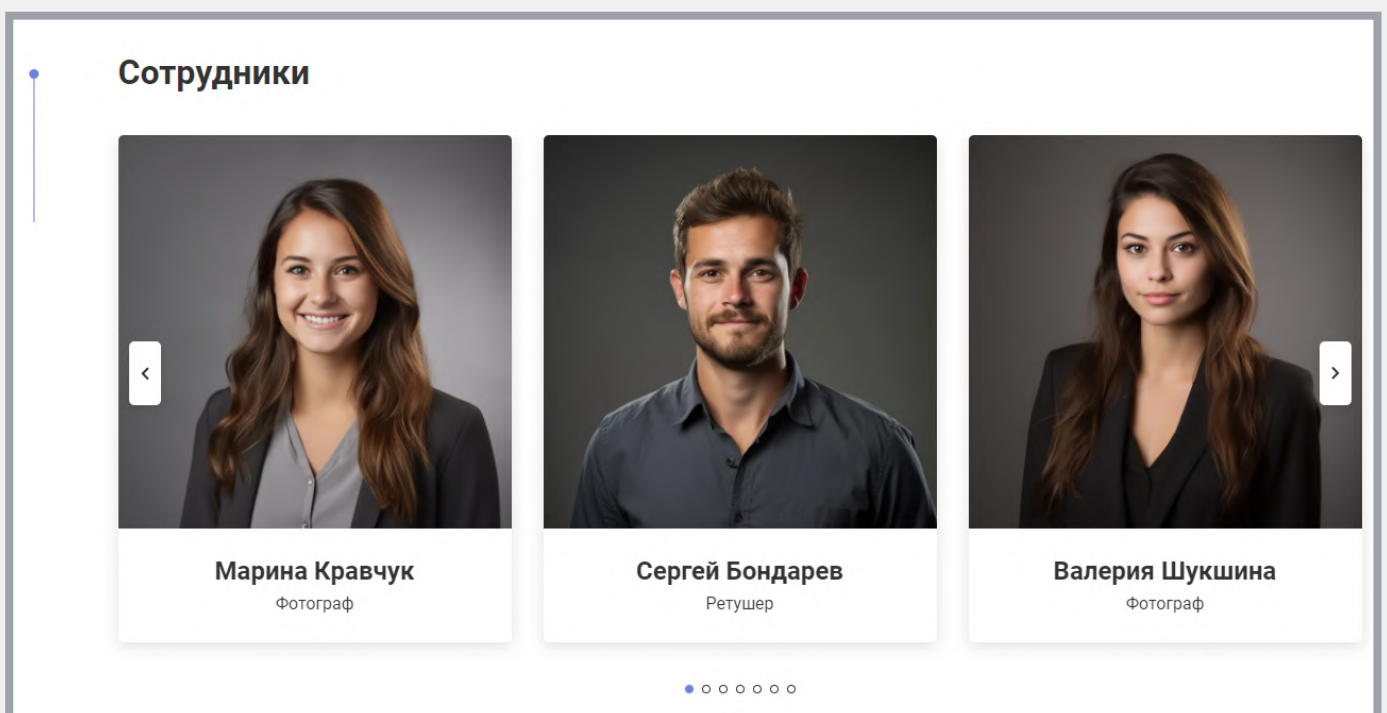 Сотрудники
Марина Кравчук
Фотограф
Сергей Бондарев
Ретушер
Валерия Шукшина
Фотограф